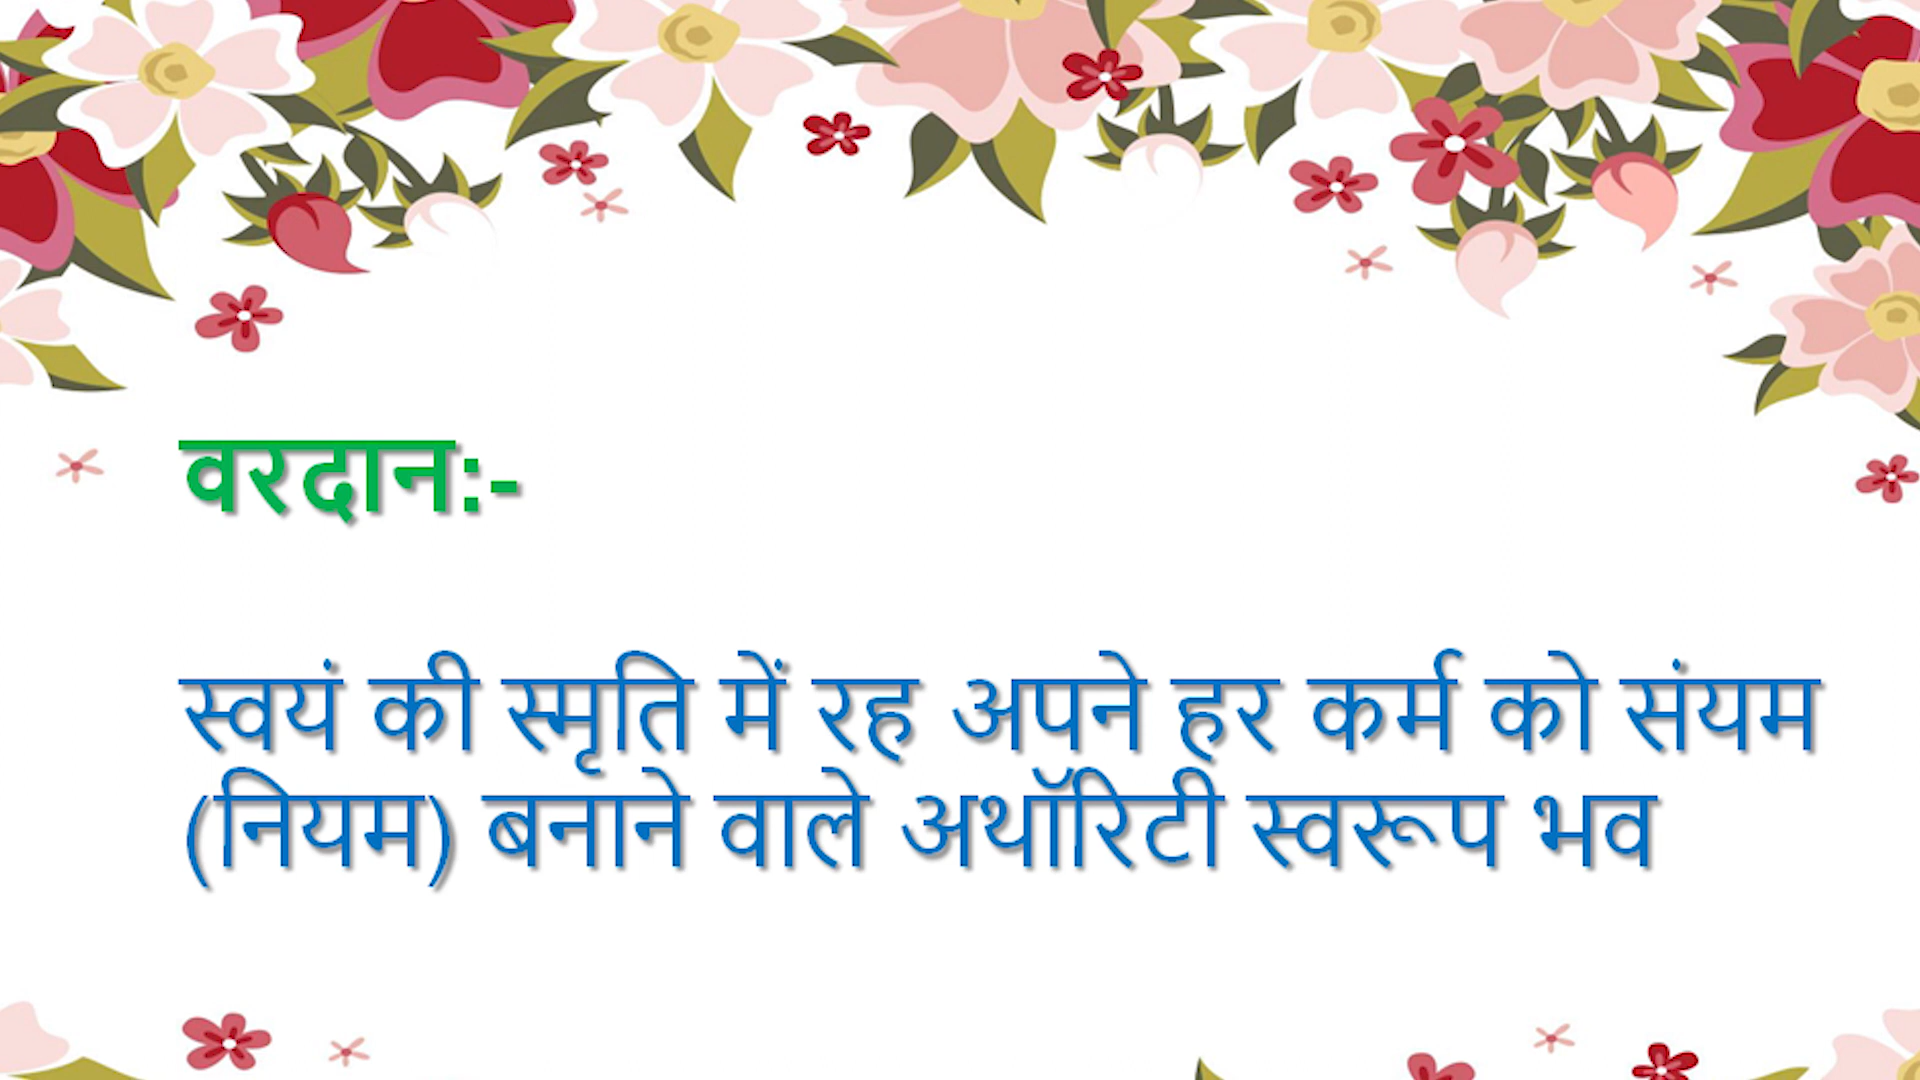 वरदान:-
स्वयं की स्मृति में रह अपने हर कर्म को संयम
(नियम) बनाने वाले अथॉरिटी स्वरूप भव